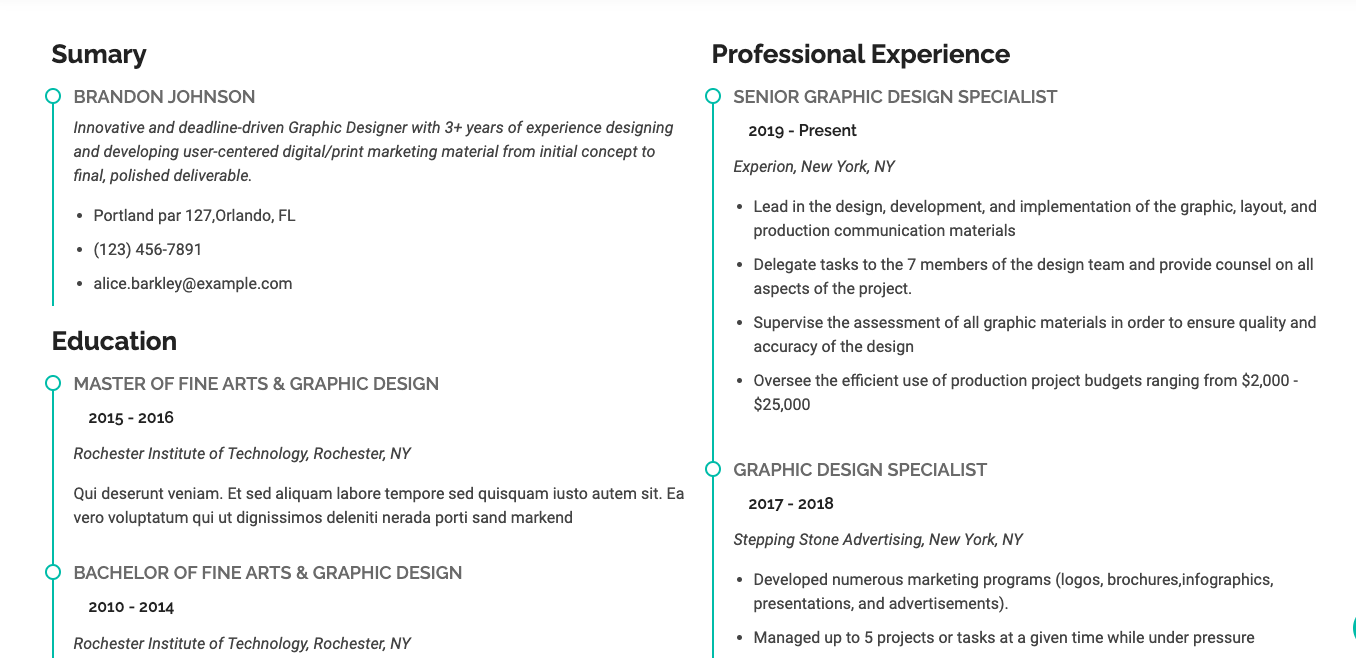 Sumary
BRANDON JOHNSON
Innovative and deadline-driven Graphic Designer with 3+ years of experience designing
and developing user-centered digital/print marketing material from initial concept to
final, polished deliverable.
• Portland par 127,Orlando, FL
• (123) 456-7891
• alice.barkley@example.com
Education
MASTER OF FINE ARTS & GRAPHIC DESIGN
2015 - 2016
Rochester Institute of Technology, Rochester, NY
Qui deserunt veniam. Et sed aliquam labore tempore sed quisquam iusto autem sit. Ea
vero voluptatum qui ut dignissimos deleniti nerada porti sand markend
BACHELOR OF FINE ARTS & GRAPHIC DESIGN
2010 - 2014
Rochester Institute of Technology, Rochester, NY
Professional Experience
SENIOR GRAPHIC DESIGN SPECIALIST
2019 - Present
Experion, New York, NY
• Lead in the design, development, and implementation of the graphic, layout, and
production communication materials
• Delegate tasks to the 7 members of the design team and provide counsel on all
aspects of the project.
• Supervise the assessment of all graphic materials in order to ensure quality and
accuracy of the design
• Oversee the efficient use of production project budgets ranging from $2,000 -
$25,000
GRAPHIC DESIGN SPECIALIST
2017 - 2018
Stepping Stone Advertising, New York, NY
• Developed numerous marketing programs (logos, brochures,infographics,
presentations, and advertisements).
• Managed up to 5 projects or tasks at a given time while under pressure